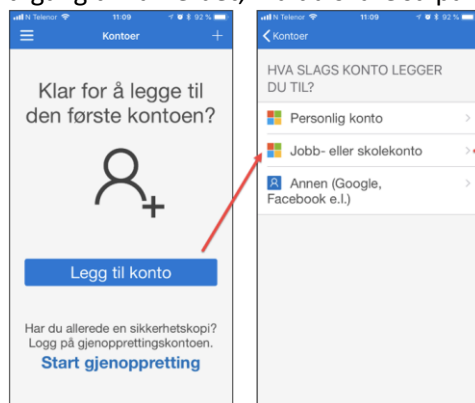 N Telenor 11:09 92 %
Kontoer
Klar for å legge til
den første kontoen?
Legg til konto
Har du allerede en sikkerhetskopi?
Logg på gjenopprettingskontoen.
Start gjenoppretting
N Telenor 11:09 92 %
Kontoer
HVA SLAGS KONTO LEGGER
DU TIL?
Personlig konto
Jobb- eller skolekonto
Annen (Google,
Facebook e.l.)